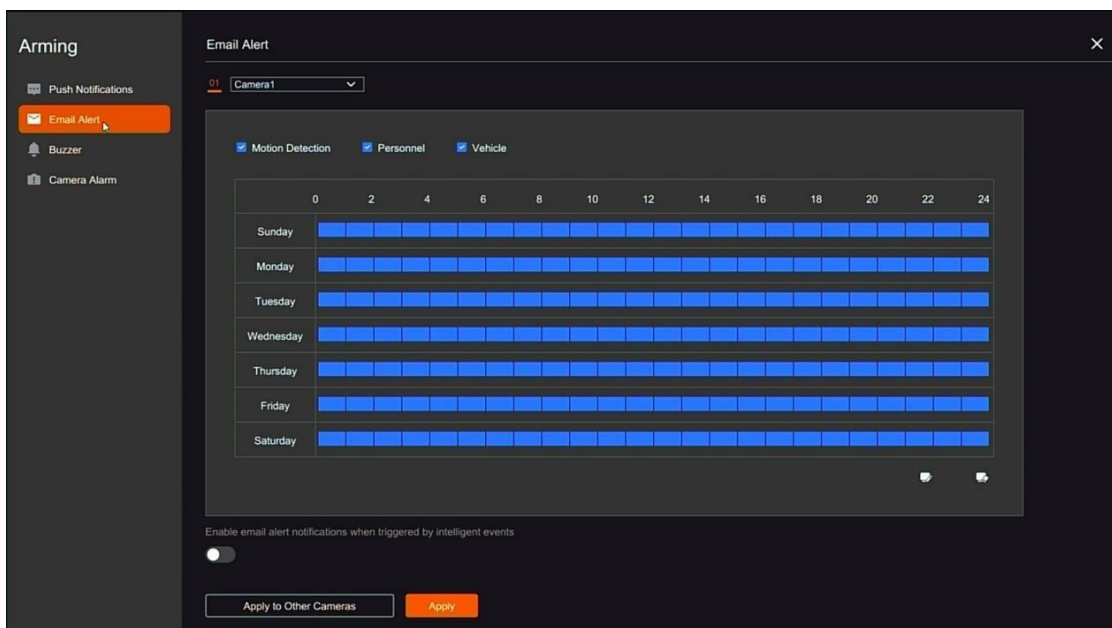 Arming
Push Notifications
Email Alert
Buzzer
Camera Alarm
Email Alert
01 Camera1
Motion Detection Personnel Vehicle
0 2 4 6 8 10 12 14 16 18 20 22 24
Sunday
Monday
Tuesday
Wednesday
Thursday
Friday
Saturday
Enable email alert notifications when triggered by intelligent events
Apply to Other Cameras Apply